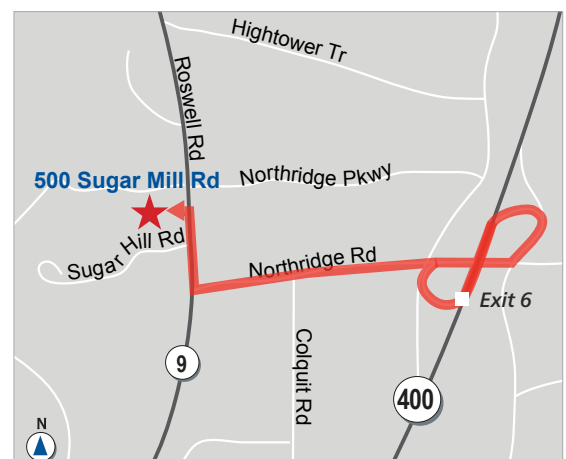 Hightower Tr
Roswell Rd
500 Sugar Mill Rd
Northridge Pkwy
Sugar Hill Rd
Northridge Rd
Exit 6
Colquit Rd
9
400
N